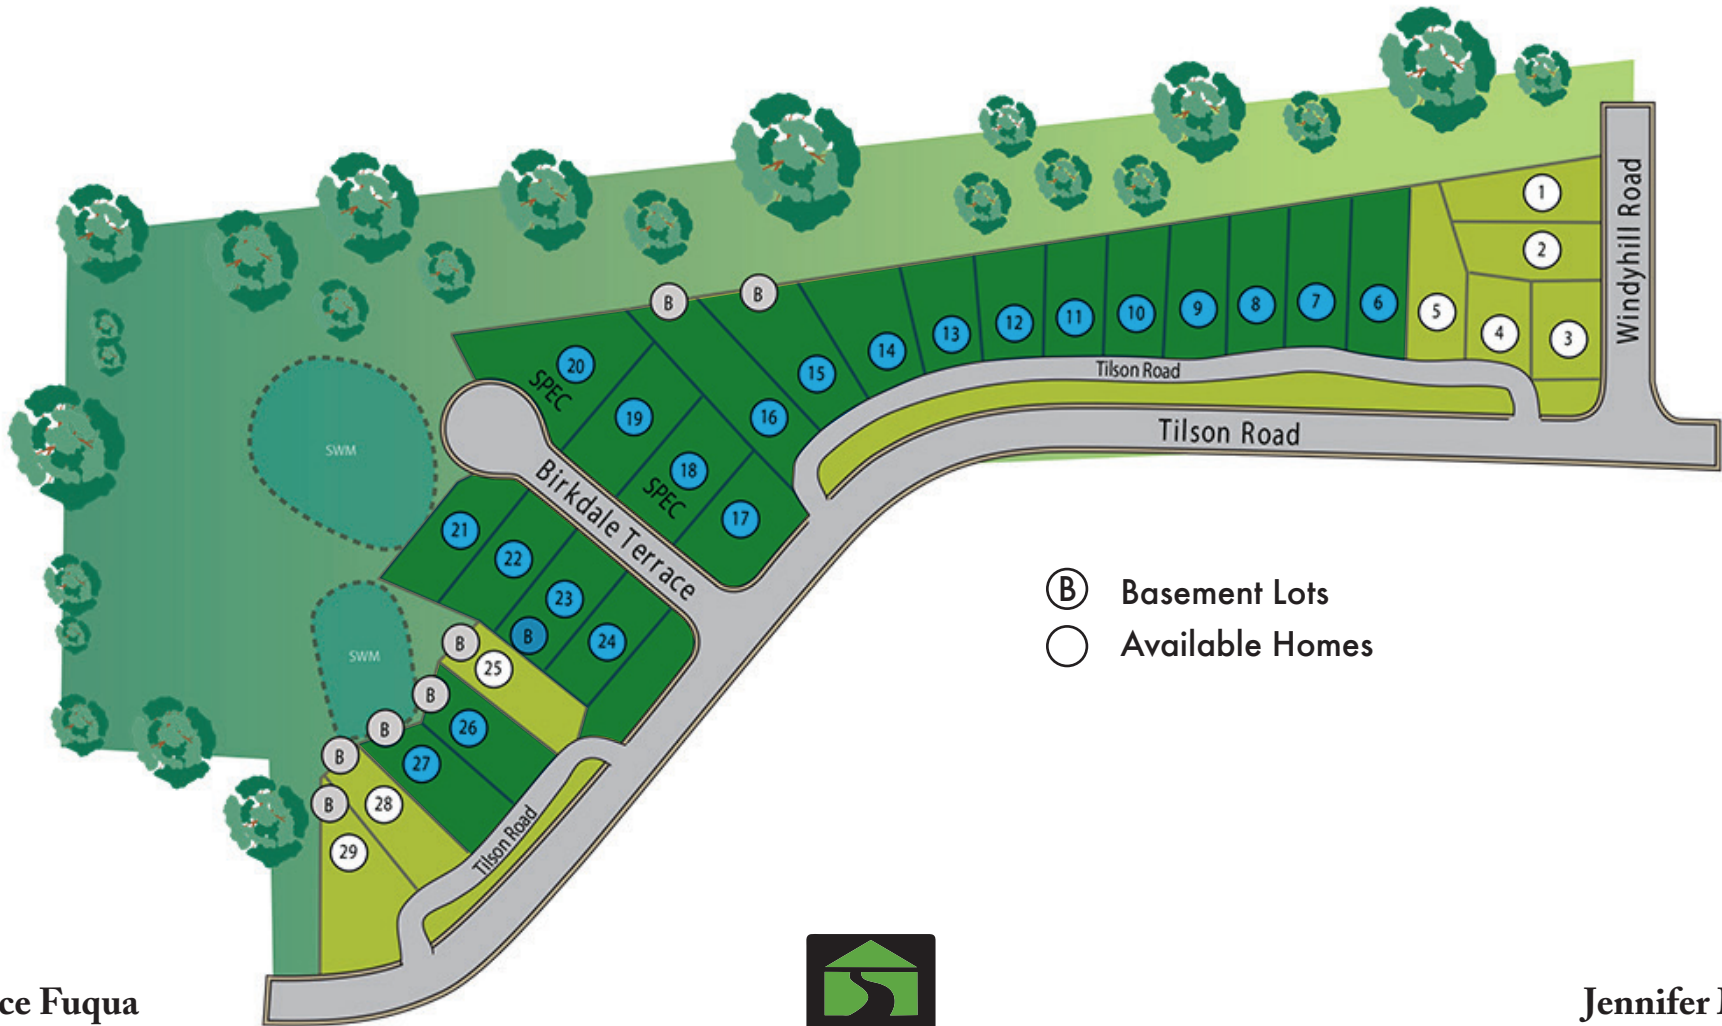 1
Windyhill Road
2
B
B
20
SPEC
19
18
SPEC
17
16
15
14
13
12
11
10
9
8
7
6
5
4
3
Tilson Road
Tilson Road
SWM
Birkdale Terrace
21
22
23
B
24
B
Basement Lots
Available Homes
SWM
B
25
B
26
B
27
B
28
B
29
Tilson Road
ce Fuqua
Jennifer